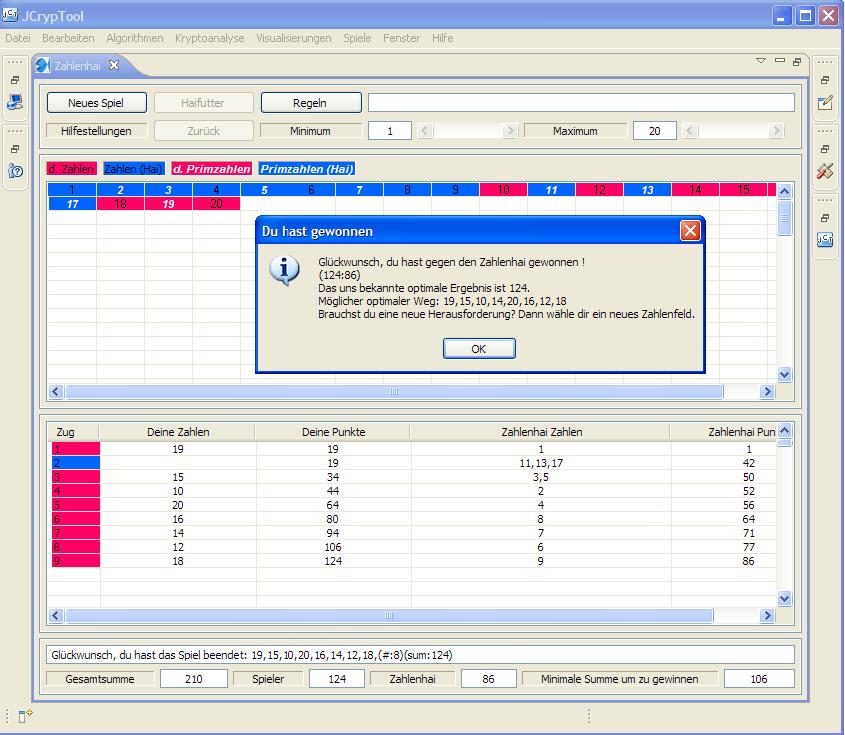 JCrypTool
Datei Bearbeiten Algorithmen Kryptoanalyse Visualisierungen Spiele Fenster Hilfe
Zahlenhai
Neues Spiel Haifutter Regeln
Hilfestellungen Zurück Minimum 1 Maximum 20
d. Zahlen Zahlen (Hai) d. Primzahlen Primzahlen (Hai)
1 2 3 4 5 6 7 8 9 10 11 12 13 14 15
17 18 19 20
Du hast gewonnen
Glückwunsch, du hast gegen den Zahlenhai gewonnen !
(124:86)
Das uns bekannte optimale Ergebnis ist 124.
Möglicher optimaler Weg: 19,15,10,14,20,16,12,18
Brauchst du eine neue Herausforderung? Dann wähle dir ein neues Zahlenfeld.
OK
Zug Deine Zahlen Deine Punkte Zahlenhai Zahlen Zahlenhai Pun
1 19 19 1 1
2 19 11,13,17 42
3 15 34 3,5 50
4 10 44 2 52
5 20 64 4 56
6 16 80 8 64
7 14 94 7 71
8 12 106 6 77
9 18 124 9 86
Glückwunsch, du hast das Spiel beendet: 19,15,10,20,16,14,12,18,(#:8)(sum:124)
Gesamtsumme 210 Spieler 124 Zahlenhai 86 Minimale Summe um zu gewinnen 106